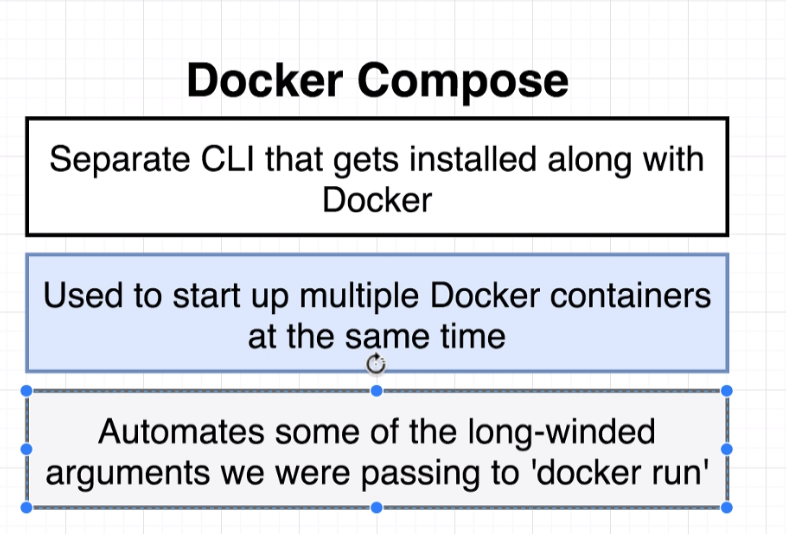 Docker Compose
Separate CLI that gets installed along with
Docker
Used to start up multiple Docker containers
at the same time
Automates some of the long-winded
arguments we were passing to 'docker run'